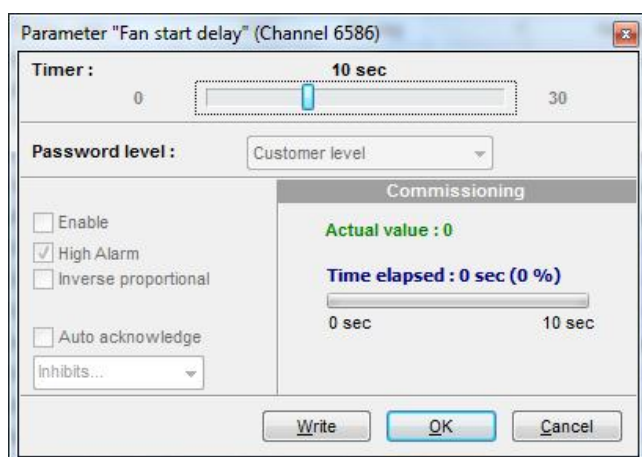 Parameter "Fan start delay" (Channel 6586)
Timer :
10 sec
0
30
Password level :
Customer level
Commissioning
Enable
High Alarm
Inverse proportional
Auto acknowledge
Inhibits...
Actual value : 0
Time elapsed : 0 sec (0 %)
0 sec
10 sec
Write
OK
Cancel